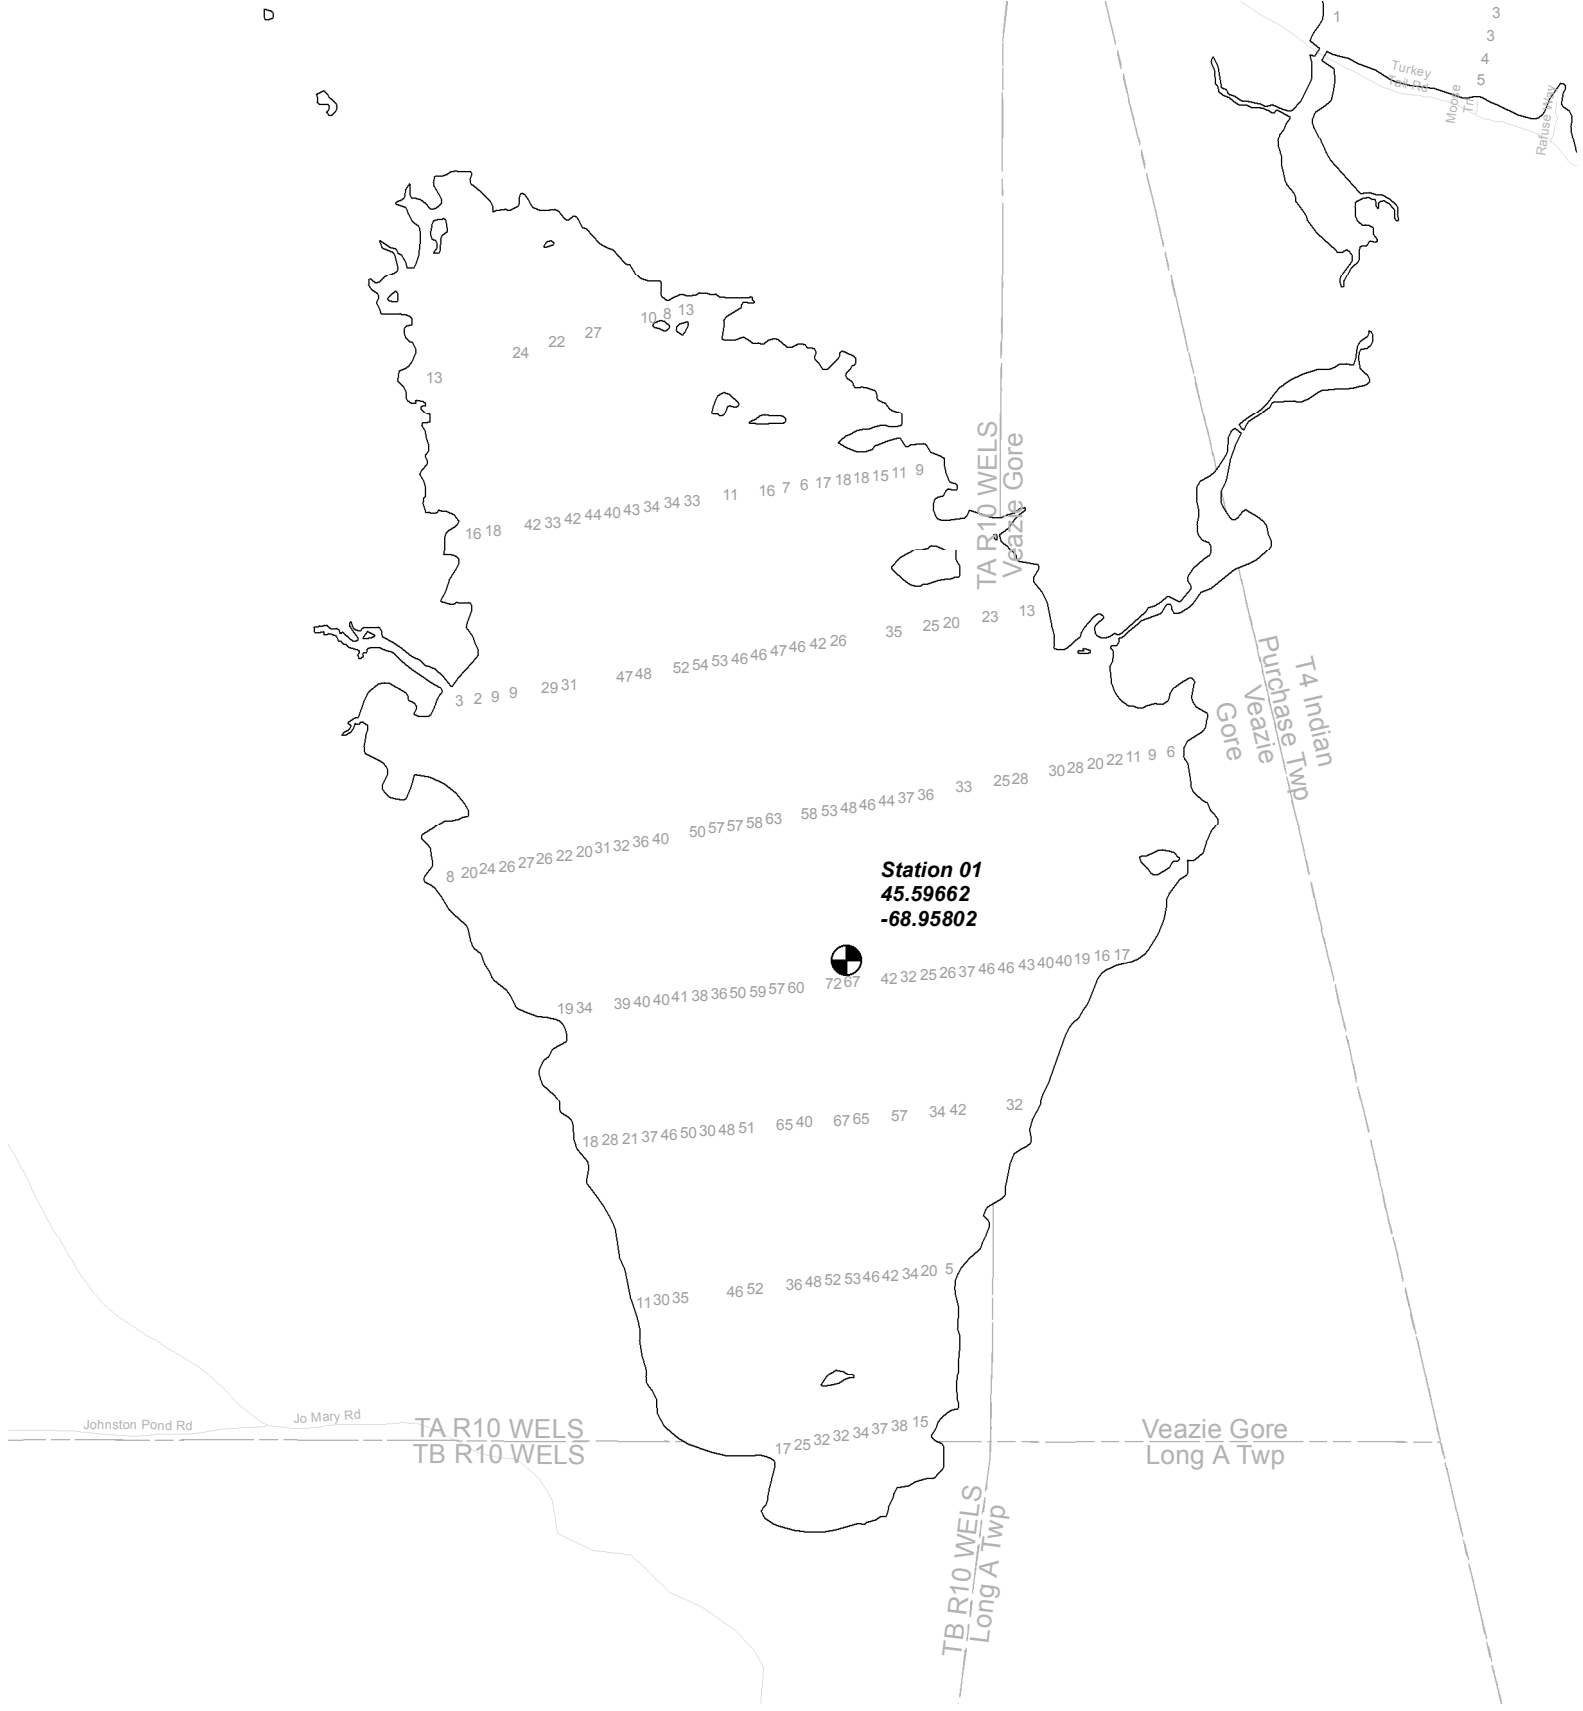 1
3
3
4
5
Turkey
Tail Rd
Moose
Trl
Rafuse Way
10 8 13
24 22 27
13
TA R10 WELS
Veazie Gore
16 18 42 33 42 44 40 43 34 34 33 11 16 7 6 17 18 18 15 11 9
3 2 9 9 29 31 47 48 52 54 53 46 46 47 46 42 26 35 25 20 23 13
T4 Indian
Purchase Twp
Veazie
Gore
8 20 24 26 27 26 22 20 31 32 36 40 50 57 57 58 63 58 53 48 46 44 37 36 33 25 28 30 28 20 22 11 9 6
Station 01
45.59662
-68.95802
19 34 39 40 40 41 38 36 50 59 57 60 72 67 42 32 25 26 37 46 46 43 40 40 19 16 17
18 28 21 37 46 50 30 48 51 65 40 67 65 57 34 42 32
11 30 35 46 52 36 48 52 53 46 42 34 20 5
17 25 32 32 34 37 38 15
Johnston Pond Rd
Jo Mary Rd
TA R10 WELS
TB R10 WELS
Veazie Gore
Long A Twp
TB R10 WELS
Long A Twp